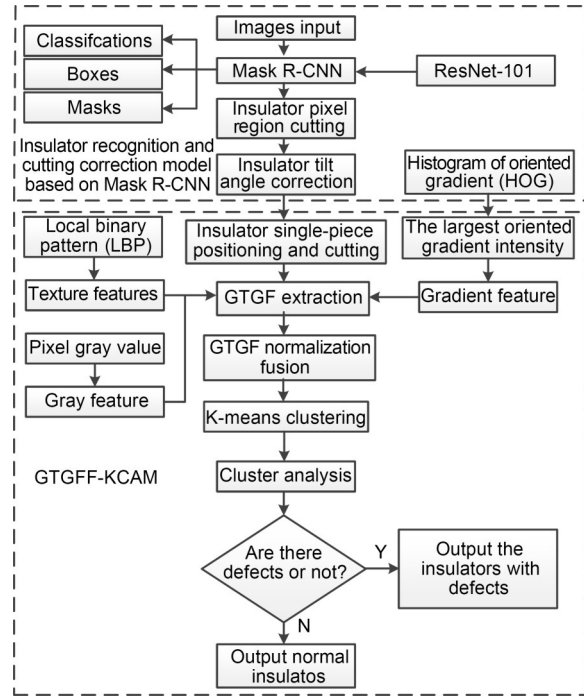 Images input
Classifcations
Boxes
Masks
Mask R-CNN
ResNet-101
Insulator pixel
region cutting
Insulator recognition and
cutting correction model
based on Mask R-CNN
Insulator tilt
angle correction
Histogram of oriented
gradient (HOG)
Local binary
pattern (LBP)
Insulator single-piece
positioning and cutting
The largest oriented
gradient intensity
Texture features
GTGF extraction
Gradient feature
Pixel gray value
GTGF normalization
fusion
Gray feature
K-means clustering
GTGFF-KCAM
Cluster analysis
Are there
defects or not?
Y
Output the
insulators with
defects
N
Output normal
insulatos